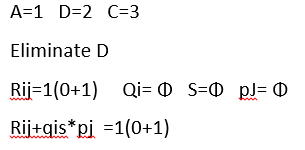 A=1 D=2 C=3
Eliminate D
Rij=1(0+1) Qi= Φ S=Φ pJ= Φ
Rij+qis*pj =1(0+1)